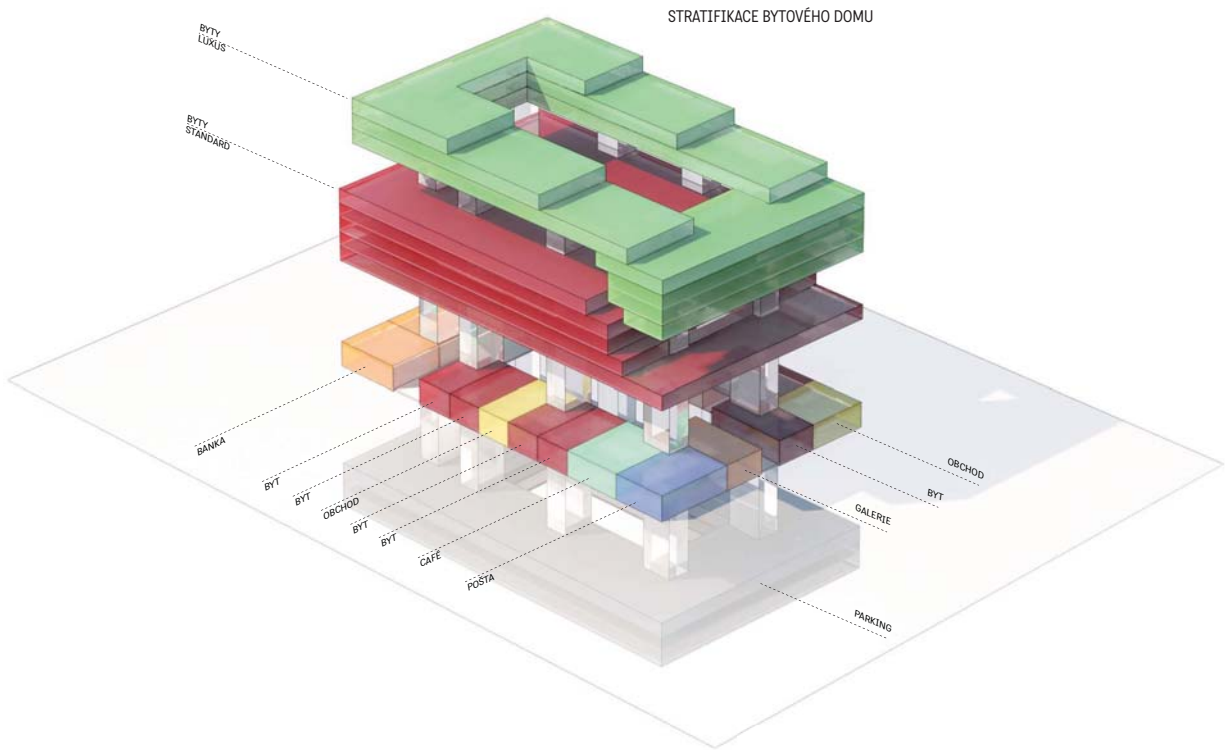 STRATIFIKACE BYTOVÉHO DOMU
BYTY
LUXUS
BYTY
STANDARD
BANKA
BYT
BYT
OBCHOD
BYT
BYT
CAFÉ
POŠTA
OBCHOD
BYT
GALERIE
PARKING